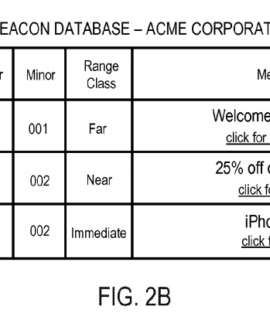 EACON DATABASE – ACME CORPORAT
Minor
Range
Class
Me
001
Far
Welcome
click for
002
Near
25% off
click fo
002
Immediate
iPho
click f
FIG. 2B